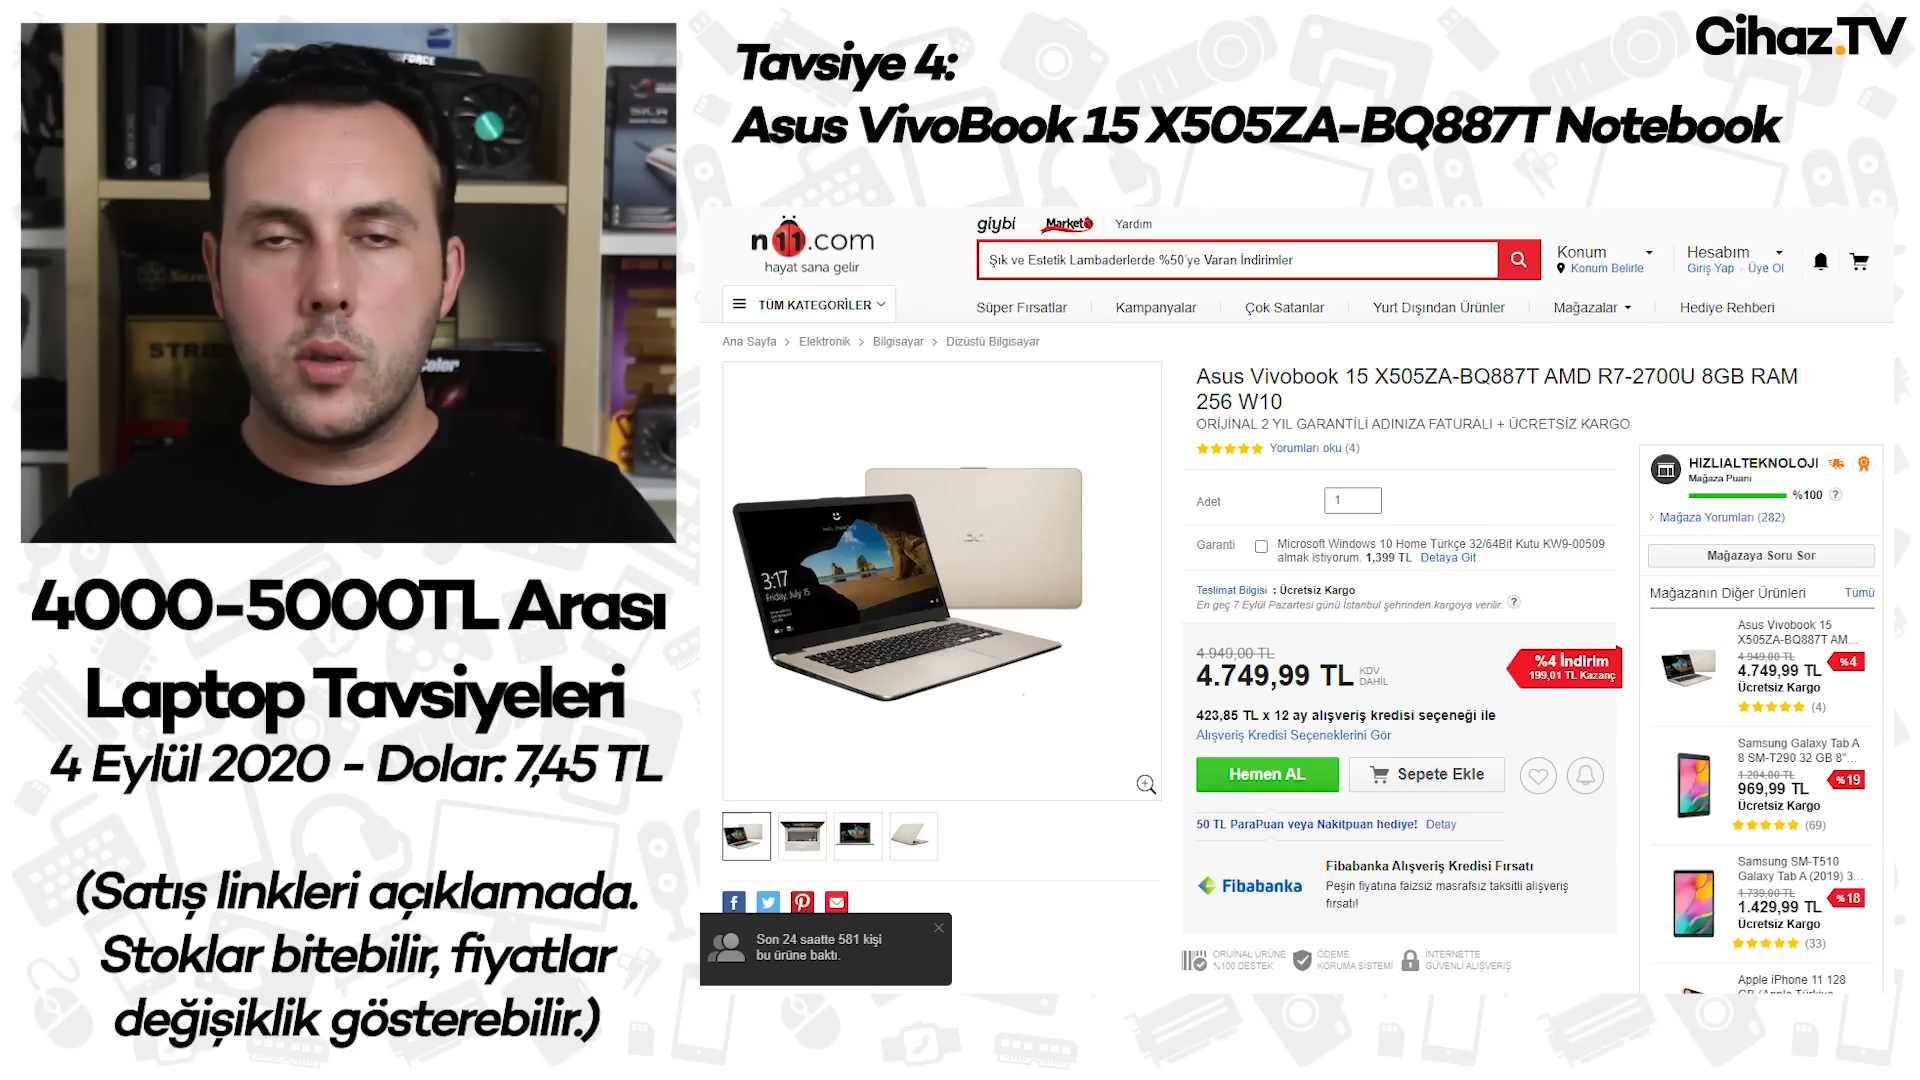 Cihaz.TV
Tavsiye 4:
Asus VivoBook 15 X505ZA-BQ887T Notebook
FORCE
STRIX
Color
4000-5000TL Arası
Laptop Tavsiyeleri
4 Eylül 2020 - Dolar: 7,45 TL
(Satış linkleri açıklamada.
Stoklar bitebilir, fiyatlar
değişiklik gösterebilir.)
n11.com
hayat sana gelir
giybi
Market
Yardım
Şık ve Estetik Lambaderlerde %50'ye Varan İndirimler
Konum
Konum Belirle
Hesabım
Giriş Yap · Üye Ol
TÜM KATEGORİLER
Süper Fırsatlar
Kampanyalar
Çok Satanlar
Yurt Dışından Ürünler
Mağazalar
Hediye Rehberi
Ana Sayfa > Elektronik > Bilgisayar > Dizüstü Bilgisayar
3:17
Friday, July 15
ASUS
Asus Vivobook 15 X505ZA-BQ887T AMD R7-2700U 8GB RAM
256 W10
ORİJİNAL 2 YIL GARANTİLİ ADINIZA FATURALI + ÜCRETSİZ KARGO
Yorumları oku (4)
Adet
1
Garanti
Microsoft Windows 10 Home Türkçe 32/64Bit Kutu KW9-00509
almak istiyorum. 1,399 TL Detaya Git
Teslimat Bilgisi : Ücretsiz Kargo
En geç 7 Eylül Pazartesi günü İstanbul şehrinden kargoya verilir. ?
4.949,00 TL
4.749,99 TL
KDV
DAHİL
%4 İndirim
199,01 TL Kazanç
423,85 TL x 12 ay alışveriş kredisi seçeneği ile
Alışveriş Kredisi Seçeneklerini Gör
Hemen AL
Sepete Ekle
50 TL ParaPuan veya Nakitpuan hediye! Detay
Fibabanka
Fibabanka Alışveriş Kredisi Fırsatı
Peşin fiyatına faizsiz masrafsız taksitli alışveriş
fırsatı!
Son 24 saatte 581 kişi
bu ürüne baktı.
ORİJİNAL ÜRÜNE
%100 DESTEK
ÖDEME
KORUMA SİSTEMİ
İNTERNETTE
GÜVENLİ ALIŞVERİŞ
HIZLIALTEKNOLOJI
Mağaza Puanı
%100 ?
Mağaza Yorumları (282)
Mağazaya Soru Sor
Mağazanın Diğer Ürünleri
Tümü
Asus Vivobook 15
X505ZA-BQ887T AM...
4.949,00 TL
4.749,99 TL
%4
Ücretsiz Kargo
(4)
Samsung Galaxy Tab A
8 SM-T290 32 GB 8"...
1.204,00 TL
969,99 TL
%19
Ücretsiz Kargo
(69)
Samsung SM-T510
Galaxy Tab A (2019) 3...
1.739,00 TL
1.429,99 TL
%18
Ücretsiz Kargo
(33)
Apple iPhone 11 128
GB (Apple Türkiye